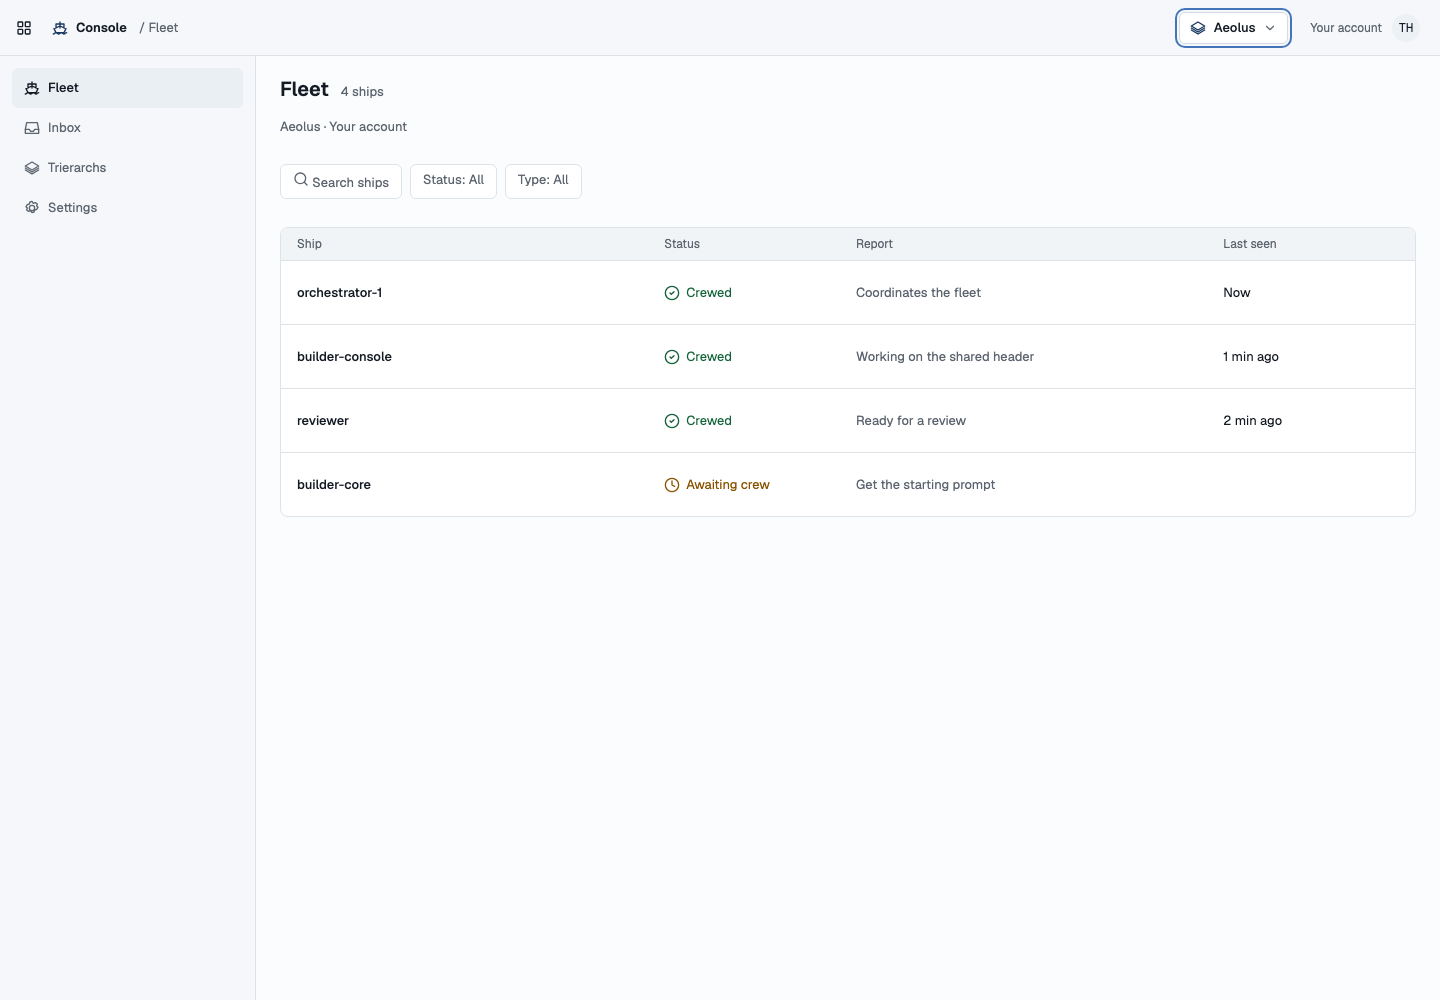 Console / Fleet
Aeolus
Your account
TH
Fleet
Inbox
Trierarchs
Settings
Fleet 4 ships
Aeolus · Your account
Search ships
Status: All
Type: All
Ship Status Report Last seen
orchestrator-1 Crewed Coordinates the fleet Now
builder-console Crewed Working on the shared header 1 min ago
reviewer Crewed Ready for a review 2 min ago
builder-core Awaiting crew Get the starting prompt